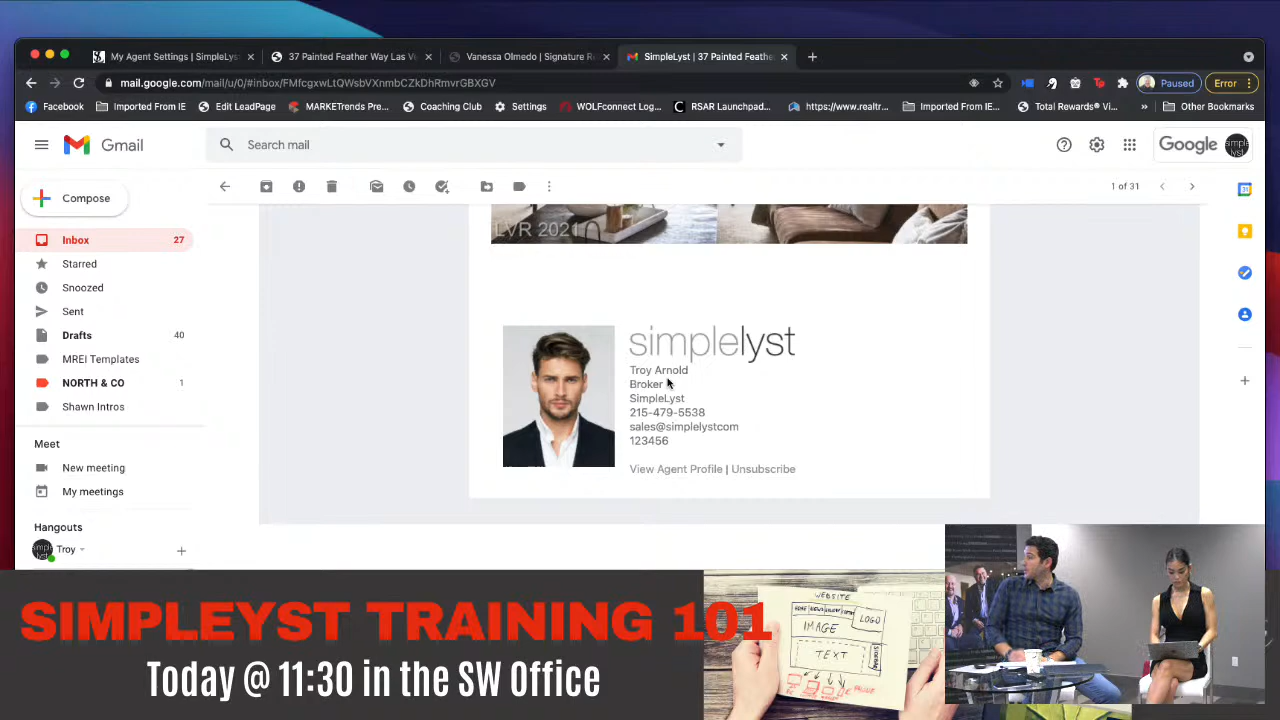 My Agent Settings | SimpleLys
37 Painted Feather Way Las Ve
Vanessa Olmedo | Signature Re
SimpleLyst | 37 Painted Feathe
mail.google.com/mail/u/0/#inbox/FMfcgxwLtQWsbVXnmbCZkDhRmvrGBXGV
Paused
Error
Facebook
Imported From IE
Edit LeadPage
MARKETrends Pre...
Coaching Club
Settings
WOLFconnect Log...
RSAR Launchpad...
https://www.realtr...
Imported From IE...
Total Rewards® Vi...
Other Bookmarks
Gmail
Search mail
Google
Compose
1 of 31
Inbox 27
Starred
Snoozed
Sent
Drafts 40
MREI Templates
NORTH & CO 1
Shawn Intros
Meet
New meeting
My meetings
Hangouts
Troy
LVR 2021
simplelyst
Troy Arnold
Broker
SimpleLyst
215-479-5538
sales@simplelystcom
123456
View Agent Profile | Unsubscribe
SIMPLEYST TRAINING 101
Today @ 11:30 in the SW Office
WEBSITE
LOGO
IMAGE
TEXT